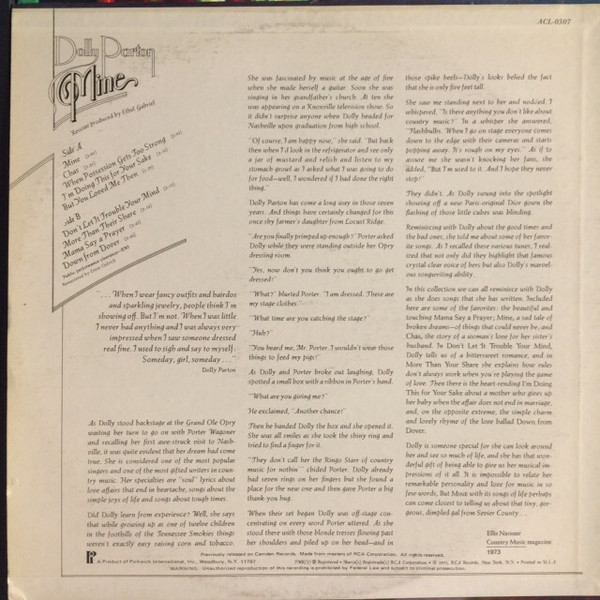 ACL-0307
Dolly Parton
Mine
Reissue produced by Ethel Gabriel
Side A
Mine
Chas
When Possession Gets Too Strong
I'm Doing This for Your Sake
But You Loved Me Then
Side B
Don't Let It Trouble Your Mind
More Than Their Share
Mama Say a Prayer
Down from Dover
". . . When I wear fancy outfits and hairdos
and sparkling jewelry, people think I'm
showing off. But I'm not. When I was little
I never had anything and I was always very
impressed when I saw someone dressed
real fine. I used to sigh and say to myself:
Someday, girl, someday . . ."
Dolly Parton
As Dolly stood backstage at the Grand Ole Opry
waiting her turn to go on with Porter Wagoner
and recalling her first awe-struck visit to Nash-
ville, it was quite evident that her dream had come
true. She is considered one of the most popular
singers and one of the most gifted writers in coun-
try music. Her specialties are "soul" lyrics about
love affairs that end in heartache, songs about the
simple joys of life and songs about tough times.
Did Dolly learn from experience? Well, she says
that while growing up as one of twelve children
in the foothills of the Tennessee Smokies things
weren't exactly easy raising corn and tobacco.
She was fascinated by music at the age of five
when she made herself a guitar. Soon she was
singing in her grandfather's church. At ten she
was appearing on a Knoxville television show. So
it didn't surprise anyone when Dolly headed for
Nashville upon graduation from high school.
"Of course, I am happy now," she said. "But back
then when I'd look in the refrigerator and see only
a jar of mustard and relish and listen to my
stomach growl as I asked what I was going to do
for food—well, I wondered if I had done the right
thing."
Dolly Parton has come a long way in those seven
years. And things have certainly changed for this
once shy farmer's daughter from Locust Ridge.
"Are you finally primped up enough?" Porter asked
Dolly while they were standing outside her Opry
dressing room.
"Yes, now don't you think you ought to go get
dressed?"
"What?" blurted Porter. "I am dressed. These are
my stage clothes."
"What time are you catching the stage?"
"Huh?"
"You heard me, Mr. Porter. I wouldn't wear those
things to feed my pigs!"
As Dolly and Porter broke out laughing, Dolly
spotted a small box with a ribbon in Porter's hand.
"What are you giving me?"
He exclaimed, "Another chance!"
Then he handed Dolly the box and she opened it.
She was all smiles as she took the shiny ring and
tried to find a finger for it.
"They don't call her the Ringo Starr of country
music for nothin'" chided Porter. Dolly already
had seven rings on her fingers but she found a
place for the new one and then gave Porter a big
thank you hug.
When their set began Dolly was off-stage con-
centrating on every word Porter uttered. As she
stood there with those blonde tresses flowing past
her shoulders and piled up on her head—and in
those spike heels—Dolly's looks belied the fact
that she is only five feet tall.
She saw me standing next to her and nodded. I
whispered, "Is there anything you don't like about
country music?" In a whisper she answered,
"Flashbulbs. When I go on stage everyone comes
down to the edge with their cameras and starts
popping away. It's rough on my eyes." As if to
assure me she wasn't knocking her fans, she
added, "But I'm used to it. And I hope they never
stop!"
They didn't. As Dolly swung into the spotlight
showing off a new Paris-original Dior gown the
flashing of those little cubes was blinding.
Reminiscing with Dolly about the good times and
the bad ones, she told me about some of her favor-
ite songs. As I recalled these various tunes, I real-
ized that not only did they highlight that famous
crystal-clear voice of hers but also Dolly's marvel-
ous songwriting ability.
In this collection we can all reminisce with Dolly
as she does songs that she has written. Included
here are some of the favorites: the beautiful and
touching Mama Say a Prayer; Mine, a sad tale of
broken dreams—of things that could never be, and
Chas, the story of a woman's love for her sister's
husband. In Don't Let It Trouble Your Mind,
Dolly tells us of a bittersweet romance, and in
More Than Their Share she explains how rules
don't always work when you're playing the game
of love. Then there is the heart-rending I'm Doing
This For Your Sake about a mother who gives up
her baby when the affair does not end in marriage,
and, on the opposite extreme, the simple charm
and lovely rhyme of the love ballad Down from
Dover.
Dolly is someone special for she can look around
her and see so much of life, and she has that won-
derful gift of being able to give us her musical im-
pressions of it all. It is impossible to relate her
remarkable personality and love for music in so
few words, But Mine with its songs of life perhaps
can come closest to telling us about that tiny, gor-
geous, dimpled gal from Sevier County. . .
Ellis Nassour
Country Music magazine
1973
Previously released on Camden Records. Made from masters of RCA Corporation. All rights reserved.
A Product of Pickwick International, Inc., Woodbury, N.Y. 11797
WARNING: Unauthorized reproduction of this recording is prohibited by Federal Law and subject to criminal prosecution.